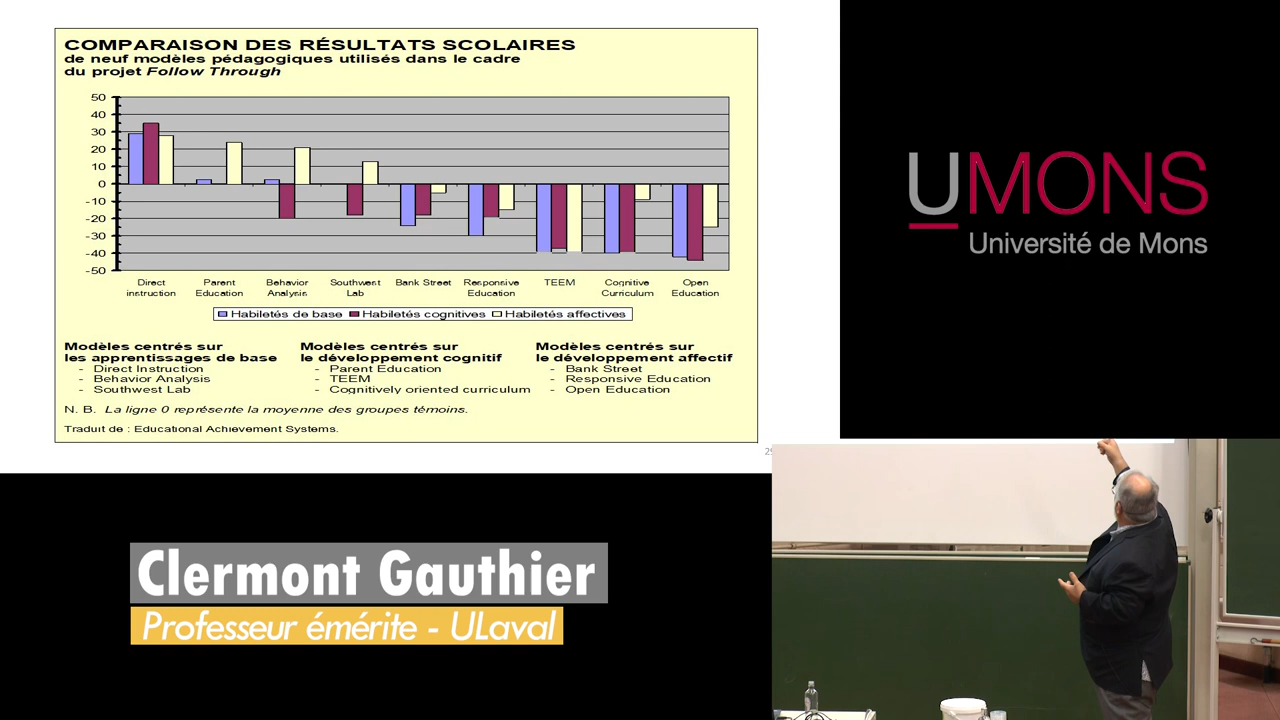 COMPARAISON DES RÉSULTATS SCOLAIRES
de neuf modèles pédagogiques utilisés dans le cadre
du projet Follow Through
50
40
30
20
10
0
-10
-20
-30
-40
-50
Direct instruction
Parent Education
Behavior Analysis
Southwest Lab
Bank Street
Responsive Education
TEEM
Cognitive Curriculum
Open Education
Habiletés de base Habiletés cognitives Habiletés affectives
Modèles centrés sur
les apprentissages de base
- Direct Instruction
- Behavior Analysis
- Southwest Lab
Modèles centrés sur
le développement cognitif
- Parent Education
- TEEM
- Cognitively oriented curriculum
Modèles centrés sur
le développement affectif
- Bank Street
- Responsive Education
- Open Education
N. B. La ligne 0 représente la moyenne des groupes témoins.
Traduit de : Educational Achievement Systems.
UMONS
Université de Mons
Clermont Gauthier
Professeur émérite - ULaval